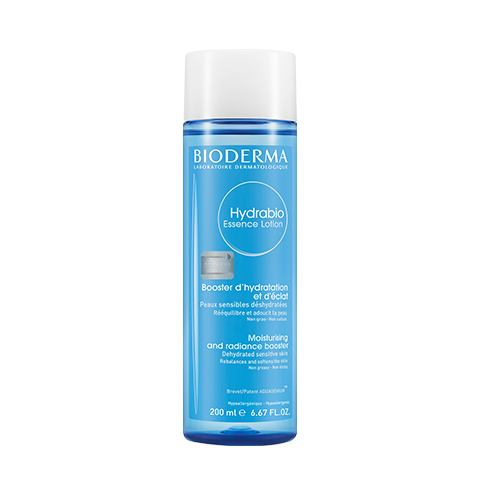 BIODERMA
LABORATOIRE DERMATOLOGIQUE
Hydrabio
Essence Lotion
Booster d'hydratation
et d'éclat
Peaux sensibles déshydratées
Rééquilibre et adoucit la peau
Non gras - Non collant
Moisturising
and radiance booster
Dehydrated sensitive skin
Rebalances and softens the skin
Non greasy - Non sticky
Brevet/Patent AQUAGENIUM™
Hypoallergénique - Hypoallergenic
200 ml e 6.67 FL.OZ.